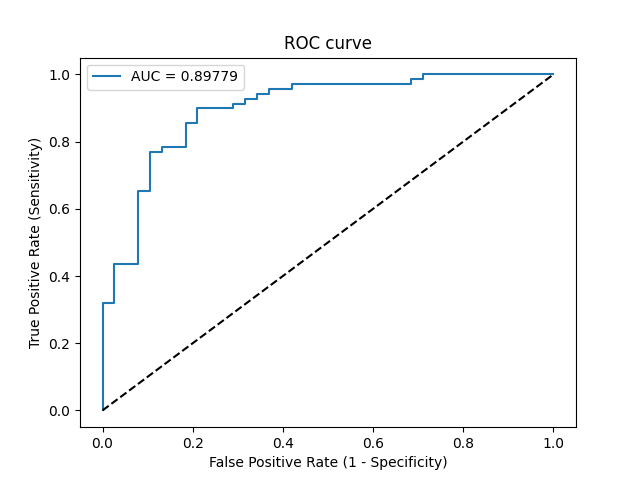 ROC curve
AUC = 0.89779
True Positive Rate (Sensitivity)
1.0
0.8
0.6
0.4
0.2
0.0
0.0 0.2 0.4 0.6 0.8 1.0
False Positive Rate (1 - Specificity)